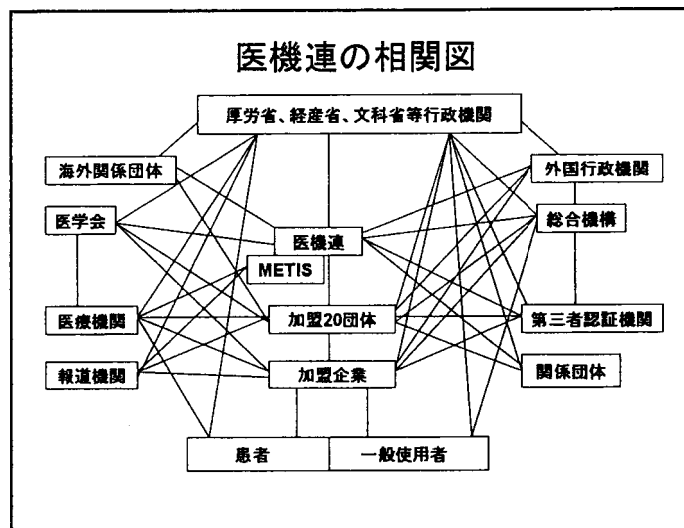 医機連の相関図
厚労省、経産省、文科省等行政機関
海外関係団体
外国行政機関
医学会
総合機構
医機連
METIS
医療機関
加盟20団体
第三者認証機関
報道機関
加盟企業
関係団体
患者
一般使用者